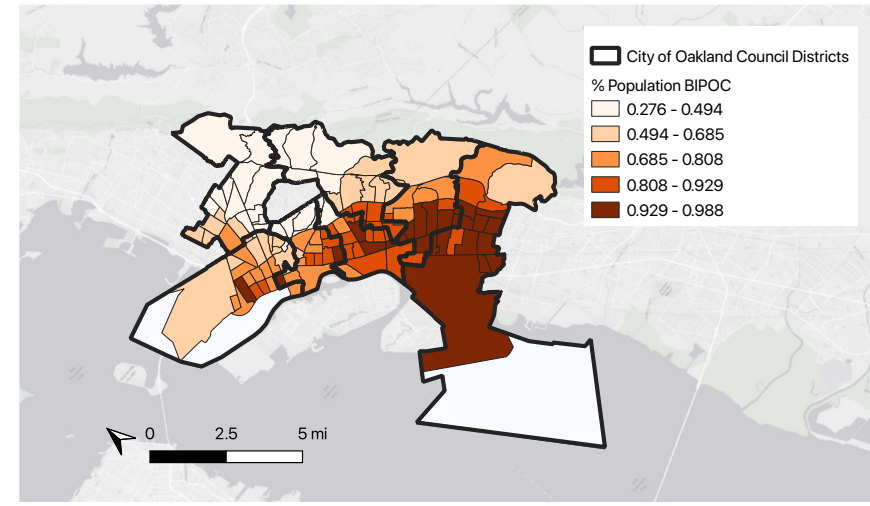 City of Oakland Council Districts
% Population BIPOC
0.276 - 0.494
0.494 - 0.685
0.685 - 0.808
0.808 - 0.929
0.929 - 0.988
0 2.5 5 mi